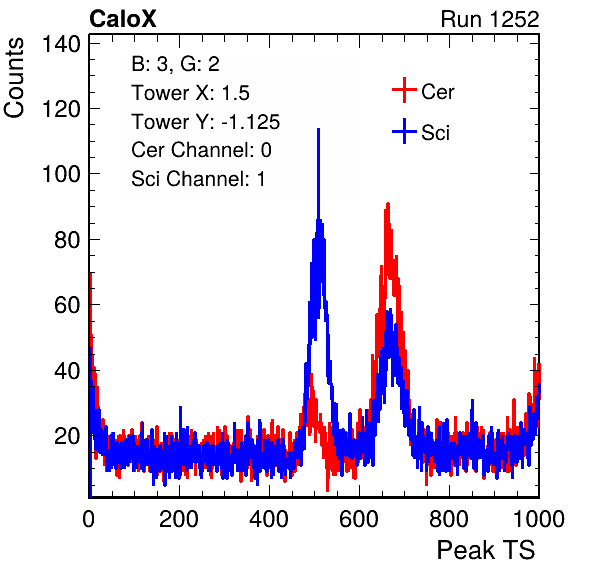 CaloX Run 1252
Counts
140
120
100
80
60
40
20
B: 3, G: 2
Tower X: 1.5
Tower Y: -1.125
Cer Channel: 0
Sci Channel: 1
Cer
Sci
0 200 400 600 800 1000
Peak TS